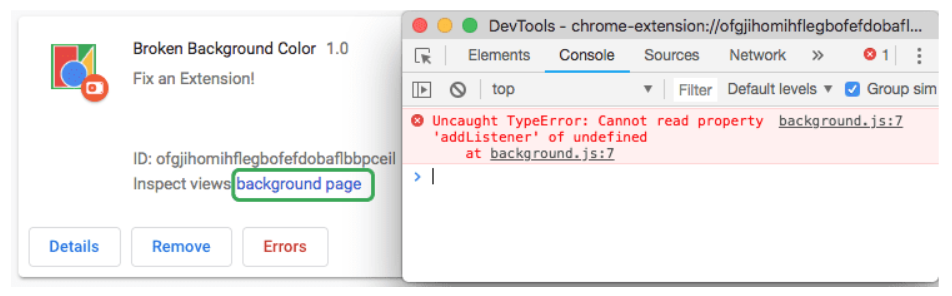 Broken Background Color 1.0
Fix an Extension!
ID: ofgjihomihflegbofefdobaflbbpceil
Inspect views background page
Details Remove Errors
DevTools - chrome-extension://ofgjihomihflegbofefdobafl...
Elements Console Sources Network » 1
top Filter Default levels ▼ Group sim
Uncaught TypeError: Cannot read property background.js:7
'addListener' of undefined
at background.js:7
>